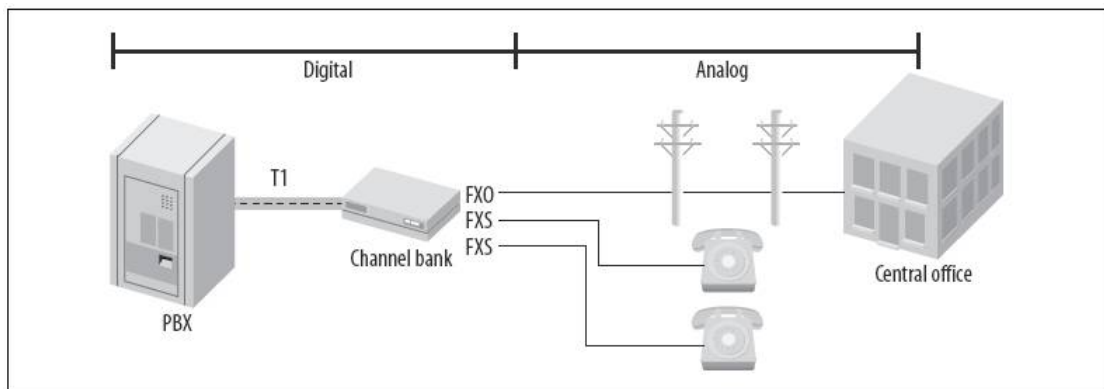 Digital
Analog
T1
FXO
FXS
FXS
Channel bank
Central office
PBX